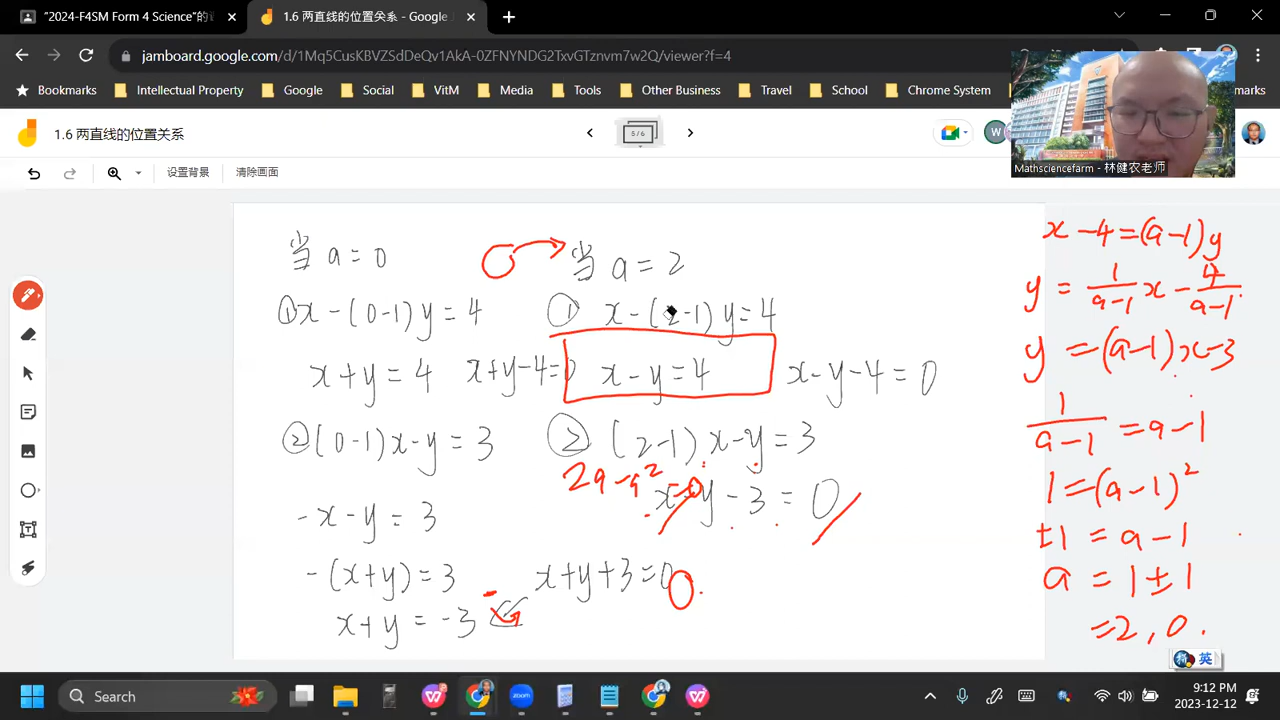 "2024-F4SM Form 4 Science"的
1.6 两直线的位置关系 - Google
jamboard.google.com/d/1Mq5CusKBVZSdDeQv1AkA-0ZFNYNDG2TxvGTznvm7w2Q/viewer?f=4
Bookmarks Intellectual Property Google Social VitM Media Tools Other Business Travel School Chrome System
1.6 两直线的位置关系
5/6
W
Mathsciencefarm - 林健农老师
设置背景 清除画面
当 a = 0
当 a = 2
① x - (0-1) y = 4
① x - (2-1) y = 4
x + y = 4 x+y-4=0
x - y = 4 x - y - 4 = 0
② (0-1) x - y = 3
② (2-1) x - y = 3
2a - a² = 0
x - y - 3 = 0
- x - y = 3
- (x+y) = 3 x + y + 3 = 0
x + y = -3
x - 4 = (a-1) y
y = 1/(a-1) x - 4/(a-1)
y = (a-1) x - 3
1/(a-1) = a - 1
1 = (a-1)²
±1 = a - 1
a = 1 ± 1
= 2, 0.
英
Search
9:12 PM
2023-12-12